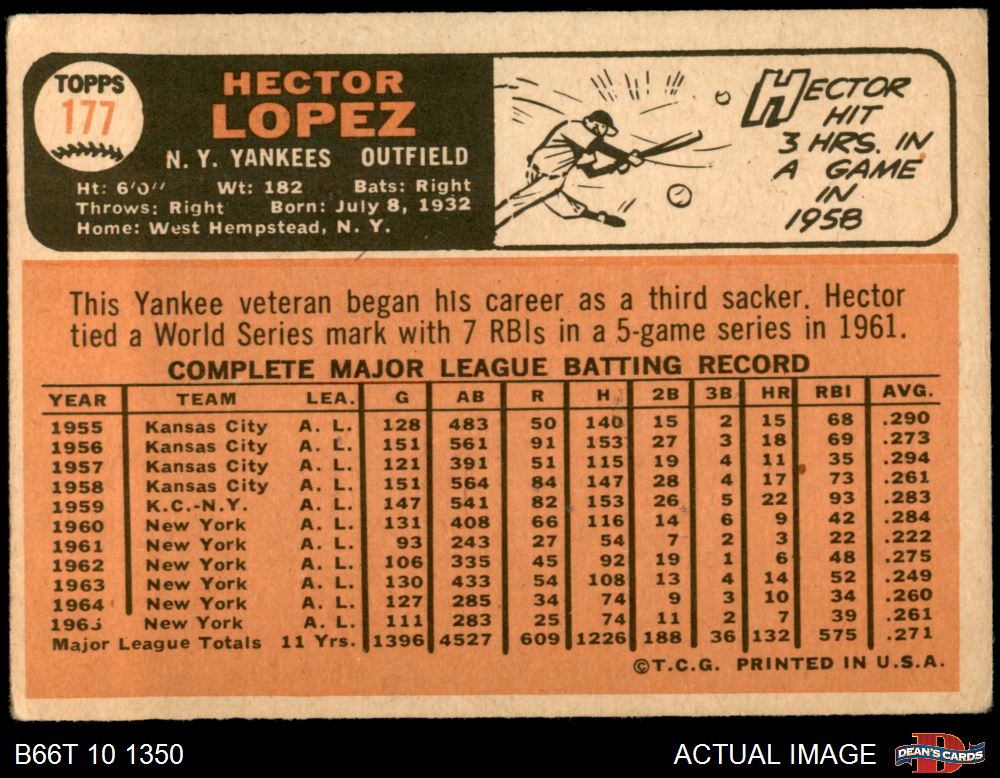 TOPPS
177
HECTOR
LOPEZ
N. Y. YANKEES OUTFIELD
Ht: 6'0" Wt: 182 Bats: Right
Throws: Right Born: July 8, 1932
Home: West Hempstead, N. Y.
HECTOR
HIT
3 HRS. IN
A GAME
IN
1958
This Yankee veteran began his career as a third sacker. Hector
tied a World Series mark with 7 RBIs in a 5-game series in 1961.
COMPLETE MAJOR LEAGUE BATTING RECORD
YEAR TEAM LEA. G AB R H 2B 3B HR RBI AVG.
1955 Kansas City A. L. 128 483 50 140 15 2 15 68 .290
1956 Kansas City A. L. 151 561 91 153 27 3 18 69 .273
1957 Kansas City A. L. 121 391 51 115 19 4 11 35 .294
1958 Kansas City A. L. 151 564 84 147 28 4 17 73 .261
1959 K.C.-N.Y. A. L. 147 541 82 153 26 5 22 93 .283
1960 New York A. L. 131 408 66 116 14 6 9 42 .284
1961 New York A. L. 93 243 27 54 7 2 3 22 .222
1962 New York A. L. 106 335 45 92 19 1 6 48 .275
1963 New York A. L. 130 433 54 108 13 4 14 52 .249
1964 New York A. L. 127 285 34 74 9 3 10 34 .260
1965 New York A. L. 111 283 25 74 11 2 7 39 .261
Major League Totals 11 Yrs. 1396 4527 609 1226 188 36 132 575 .271
©T.C.G. PRINTED IN U.S.A.
B66T 10 1350 ACTUAL IMAGE DEAN'S CARDS